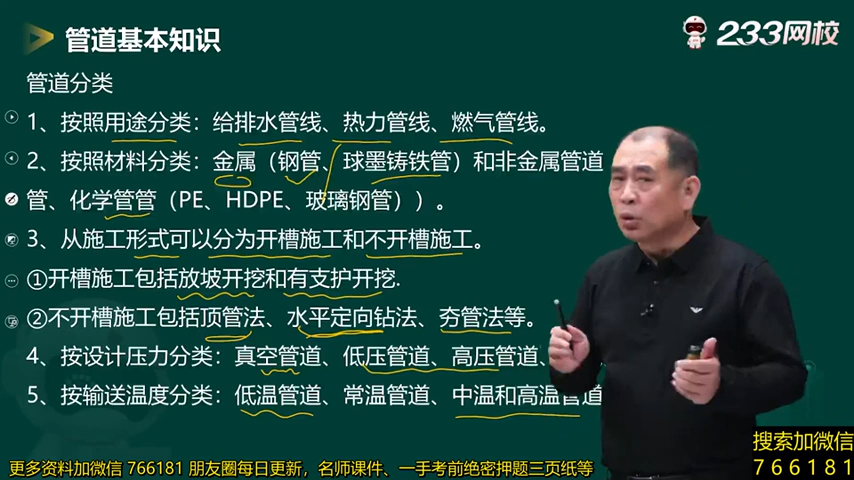 管道基本知识
233网校
管道分类
1、按照用途分类：给排水管线、热力管线、燃气管线。
2、按照材料分类：金属（钢管、球墨铸铁管）和非金属管道
管、化学管管（PE、HDPE、玻璃钢管））。
3、从施工形式可以分为开槽施工和不开槽施工。
①开槽施工包括放坡开挖和有支护开挖.
②不开槽施工包括顶管法、水平定向钻法、夯管法等。
4、按设计压力分类：真空管道、低压管道、高压管道、
5、按输送温度分类：低温管道、常温管道、中温和高温管道
搜索加微信
766181
更多资料加微信 766181 朋友圈每日更新，名师课件、一手考前绝密押题三页纸等